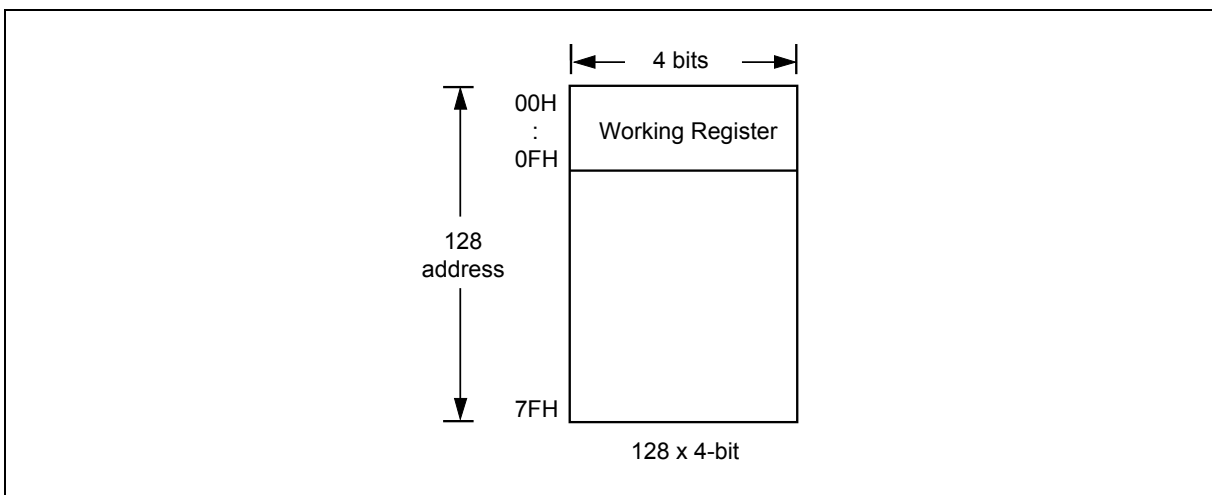 4 bits
00H
:
0FH
Working Register
128
address
7FH
128 x 4-bit